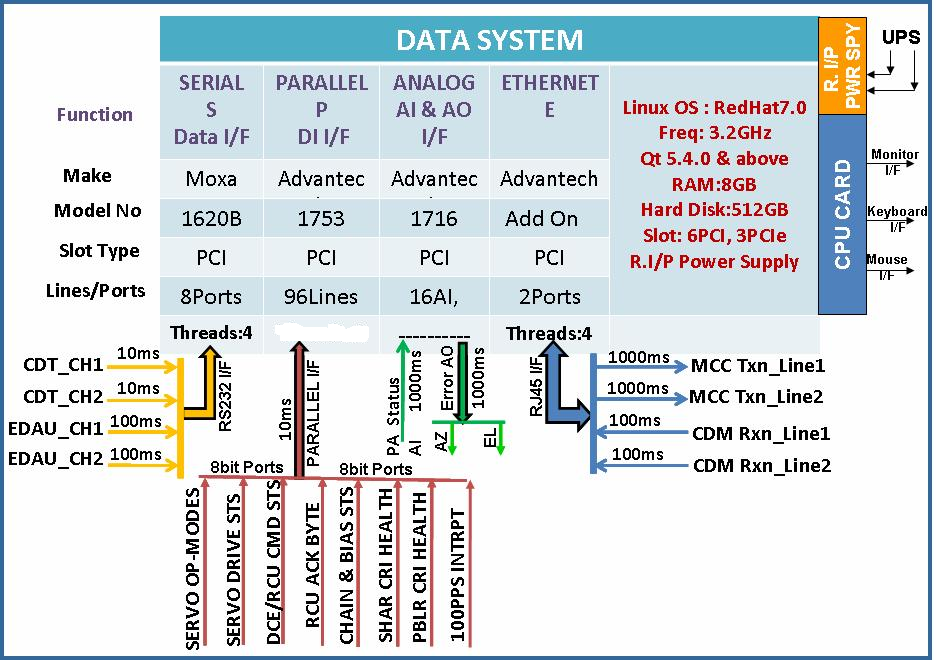 DATA SYSTEM
R. I/P
PWR SPY
UPS
Function
SERIAL
S
Data I/F
PARALLEL
P
DI I/F
ANALOG
AI & AO
I/F
ETHERNET
E
Linux OS : RedHat7.0
Freq: 3.2GHz
Qt 5.4.0 & above
RAM:8GB
Hard Disk:512GB
Slot: 6PCI, 3PCIe
R.I/P Power Supply
CPU CARD
Monitor
I/F
Keyboard
I/F
Mouse
I/F
Make
Moxa
Advantec
Advantec
Advantech
Model No
1620B
1753
1716
Add On
Slot Type
PCI
PCI
PCI
PCI
Lines/Ports
8Ports
96Lines
16AI,
2Ports
Threads:4
----------
Threads:4
CDT_CH1
10ms
CDT_CH2
10ms
EDAU_CH1
100ms
EDAU_CH2
100ms
RS232 I/F
10ms
PARALLEL I/F
PA Status
AI 1000ms
Error AO
1000ms
AZ
EL
RJ45 I/F
1000ms
MCC Txn_Line1
1000ms
MCC Txn_Line2
100ms
CDM Rxn_Line1
100ms
CDM Rxn_Line2
8bit Ports
8bit Ports
SERVO OP-MODES
SERVO DRIVE STS
DCE/RCU CMD STS
RCU ACK BYTE
CHAIN & BIAS STS
SHAR CRI HEALTH
PBLR CRI HEALTH
100PPS INTRPT